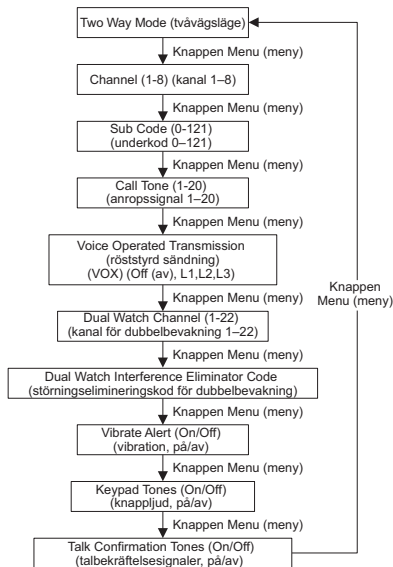 Two Way Mode (tvåvägsläge)
Knappen Menu (meny)
Channel (1-8) (kanal 1–8)
Knappen Menu (meny)
Sub Code (0-121)
(underkod 0–121)
Knappen Menu (meny)
Call Tone (1-20)
(anropssignal 1–20)
Knappen Menu (meny)
Voice Operated Transmission
(röststyrd sändning)
(VOX) (Off (av), L1,L2,L3)
Knappen
Menu (meny)
Knappen Menu (meny)
Dual Watch Channel (1-22)
(kanal för dubbelbevakning 1–22)
Knappen Menu (meny)
Dual Watch Interference Eliminator Code
(störningselimineringskod för dubbelbevakning)
Knappen Menu (meny)
Vibrate Alert (On/Off)
(vibration, på/av)
Knappen Menu (meny)
Keypad Tones (On/Off)
(knappljud, på/av)
Knappen Menu (meny)
Talk Confirmation Tones (On/Off)
(talbekräftelsesignaler, på/av)